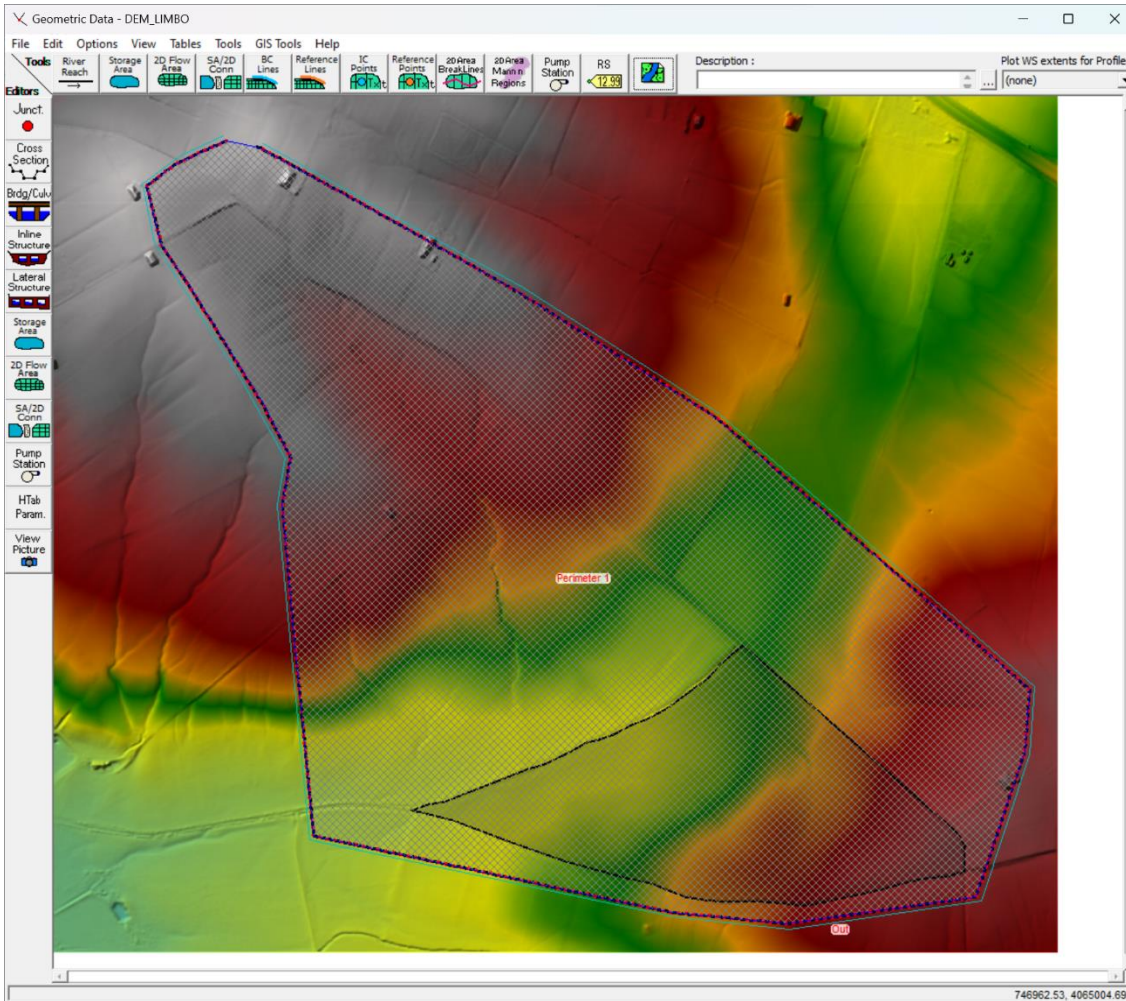 Geometric Data - DEM_LIMBO
File Edit Options View Tables Tools GIS Tools Help
Tools
Editors
River
Reach
Storage
Area
2D Flow
Area
SA/2D
Conn
BC
Lines
Reference
Lines
IC
Points
Reference
Points
2D Area
BreakLines
2D Area
Mann n
Regions
Pump
Station
RS
12.99
Description :
...
Plot WS extents for Profile
(none)
Junct.
Cross
Section
Brdg/Culv
Inline
Structure
Lateral
Structure
Storage
Area
2D Flow
Area
SA/2D
Conn
Pump
Station
HTab
Param.
View
Picture
Perimeter 1
Out
746962.53, 4065004.69